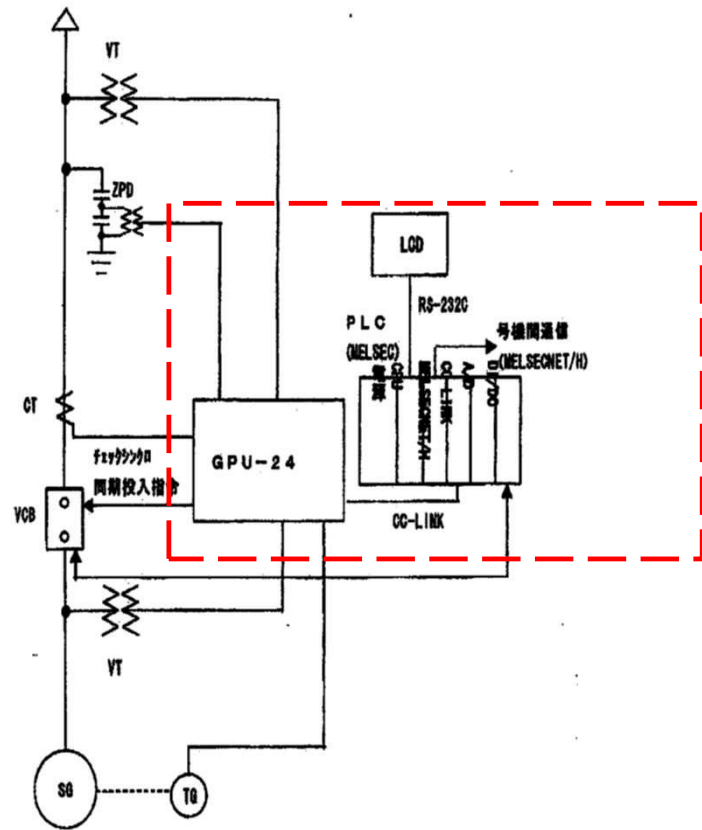 VT
ZPD
LCD
RS-232C
PLC
(MELSEC)
号機間通信
(MELSECNET/H)
電源
CPU
MELSECNET/H
CC-LINK
A/D
DI/DO
CT
GPU-24
チェックシンクロ
同期投入指令
VCB
CC-LINK
VT
SG
TG